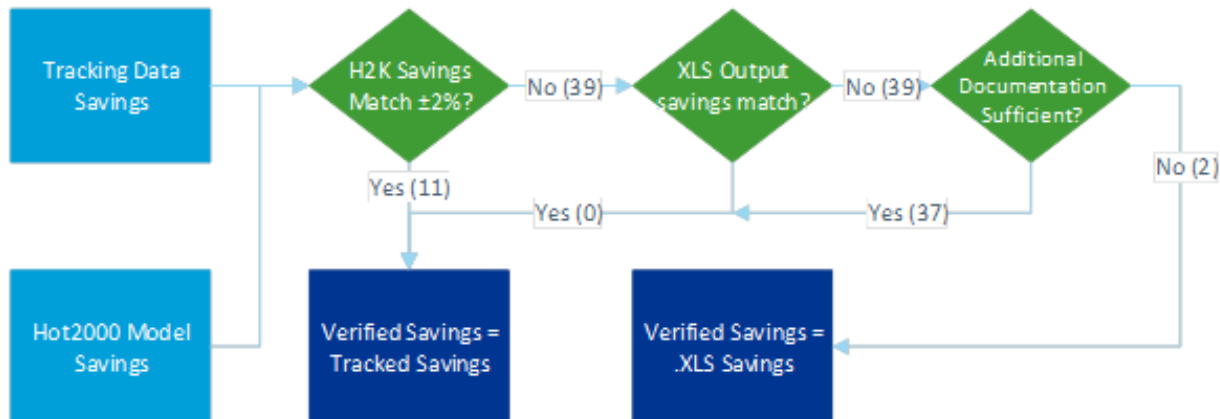 Tracking Data
Savings
H2K Savings
Match ±2%?
No (39)
XLS Output
savings match?
No (39)
Additional
Documentation
Sufficient?
No (2)
Yes (11)
Yes (0)
Yes (37)
Hot2000 Model
Savings
Verified Savings =
Tracked Savings
Verified Savings =
.XLS Savings